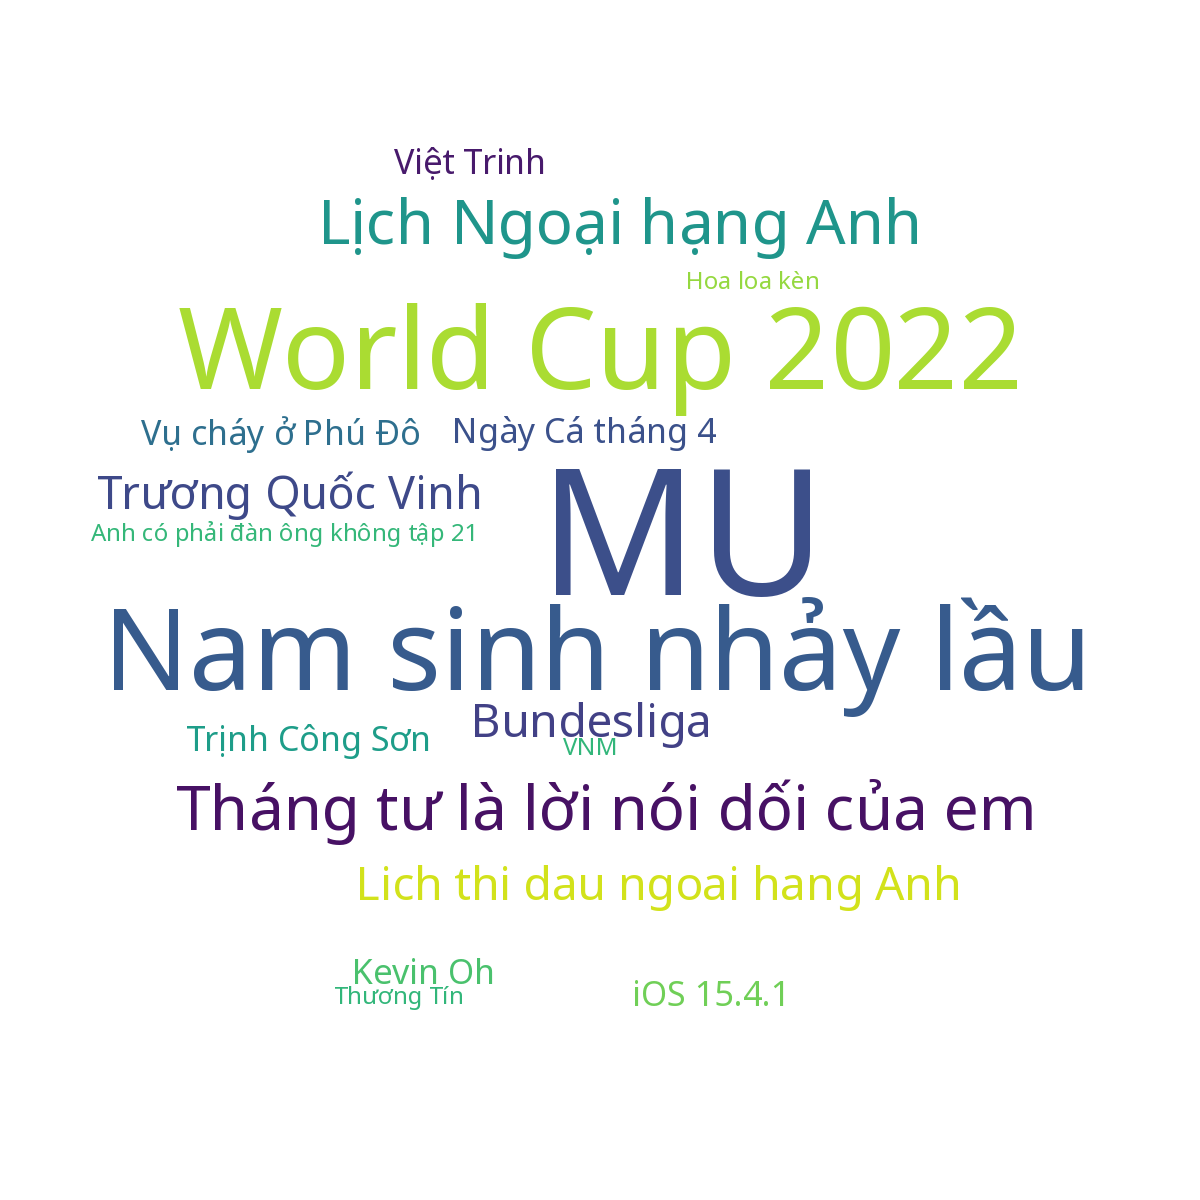 Việt Trinh
Lịch Ngoại hạng Anh
Hoa loa kèn
World Cup 2022
Vụ cháy ở Phú Đô
Ngày Cá tháng 4
Trương Quốc Vinh
MU
Anh có phải đàn ông không tập 21
Nam sinh nhảy lầu
Bundesliga
Trịnh Công Sơn
VNM
Tháng tư là lời nói dối của em
Lich thi dau ngoai hang Anh
Kevin Oh
Thương Tín
iOS 15.4.1